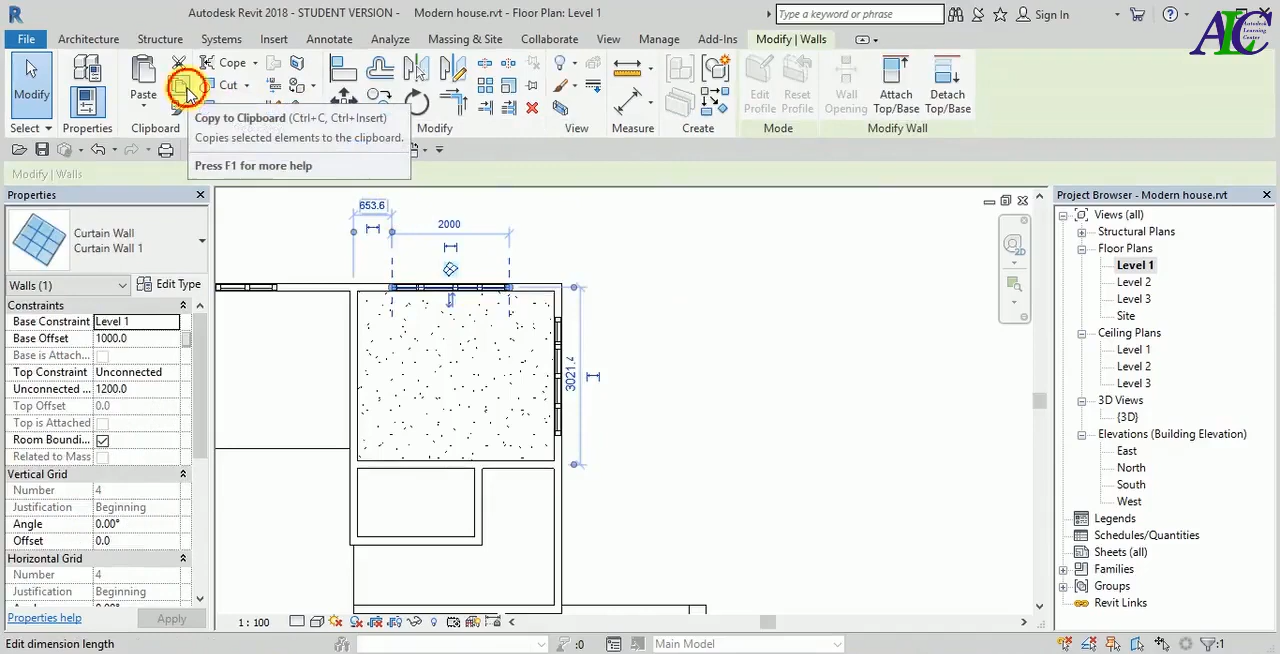 Autodesk Revit 2018 - STUDENT VERSION - Modern house.rvt - Floor Plan: Level 1
Type a keyword or phrase
Sign In
ALC
Autodesk
Learning
Center
File Architecture Structure Systems Insert Annotate Analyze Massing & Site Collaborate View Manage Add-Ins Modify | Walls
Modify
Paste
Cope
Cut
Edit Profile
Reset Profile
Wall Opening
Attach Top/Base
Detach Top/Base
Select Properties Clipboard Modify View Measure Create Mode Modify Wall
Copy to Clipboard (Ctrl+C, Ctrl+Insert)
Copies selected elements to the clipboard.
Press F1 for more help
Modify | Walls
Properties
Curtain Wall
Curtain Wall 1
Walls (1)
Edit Type
Constraints
Base Constraint Level 1
Base Offset 1000.0
Base is Attach...
Top Constraint Unconnected
Unconnected ... 1200.0
Top Offset 0.0
Top is Attached
Room Boundi...
Related to Mass
Vertical Grid
Number 4
Justification Beginning
Angle 0.00°
Offset 0.0
Horizontal Grid
Number 4
Justification Beginning
Properties help
Apply
653.6
2000
3021.4
2D
1 : 100
Project Browser - Modern house.rvt
Views (all)
Structural Plans
Floor Plans
Level 1
Level 2
Level 3
Site
Ceiling Plans
Level 1
Level 2
Level 3
3D Views
{3D}
Elevations (Building Elevation)
East
North
South
West
Legends
Schedules/Quantities
Sheets (all)
Families
Groups
Revit Links
Edit dimension length
:0
Main Model
:1